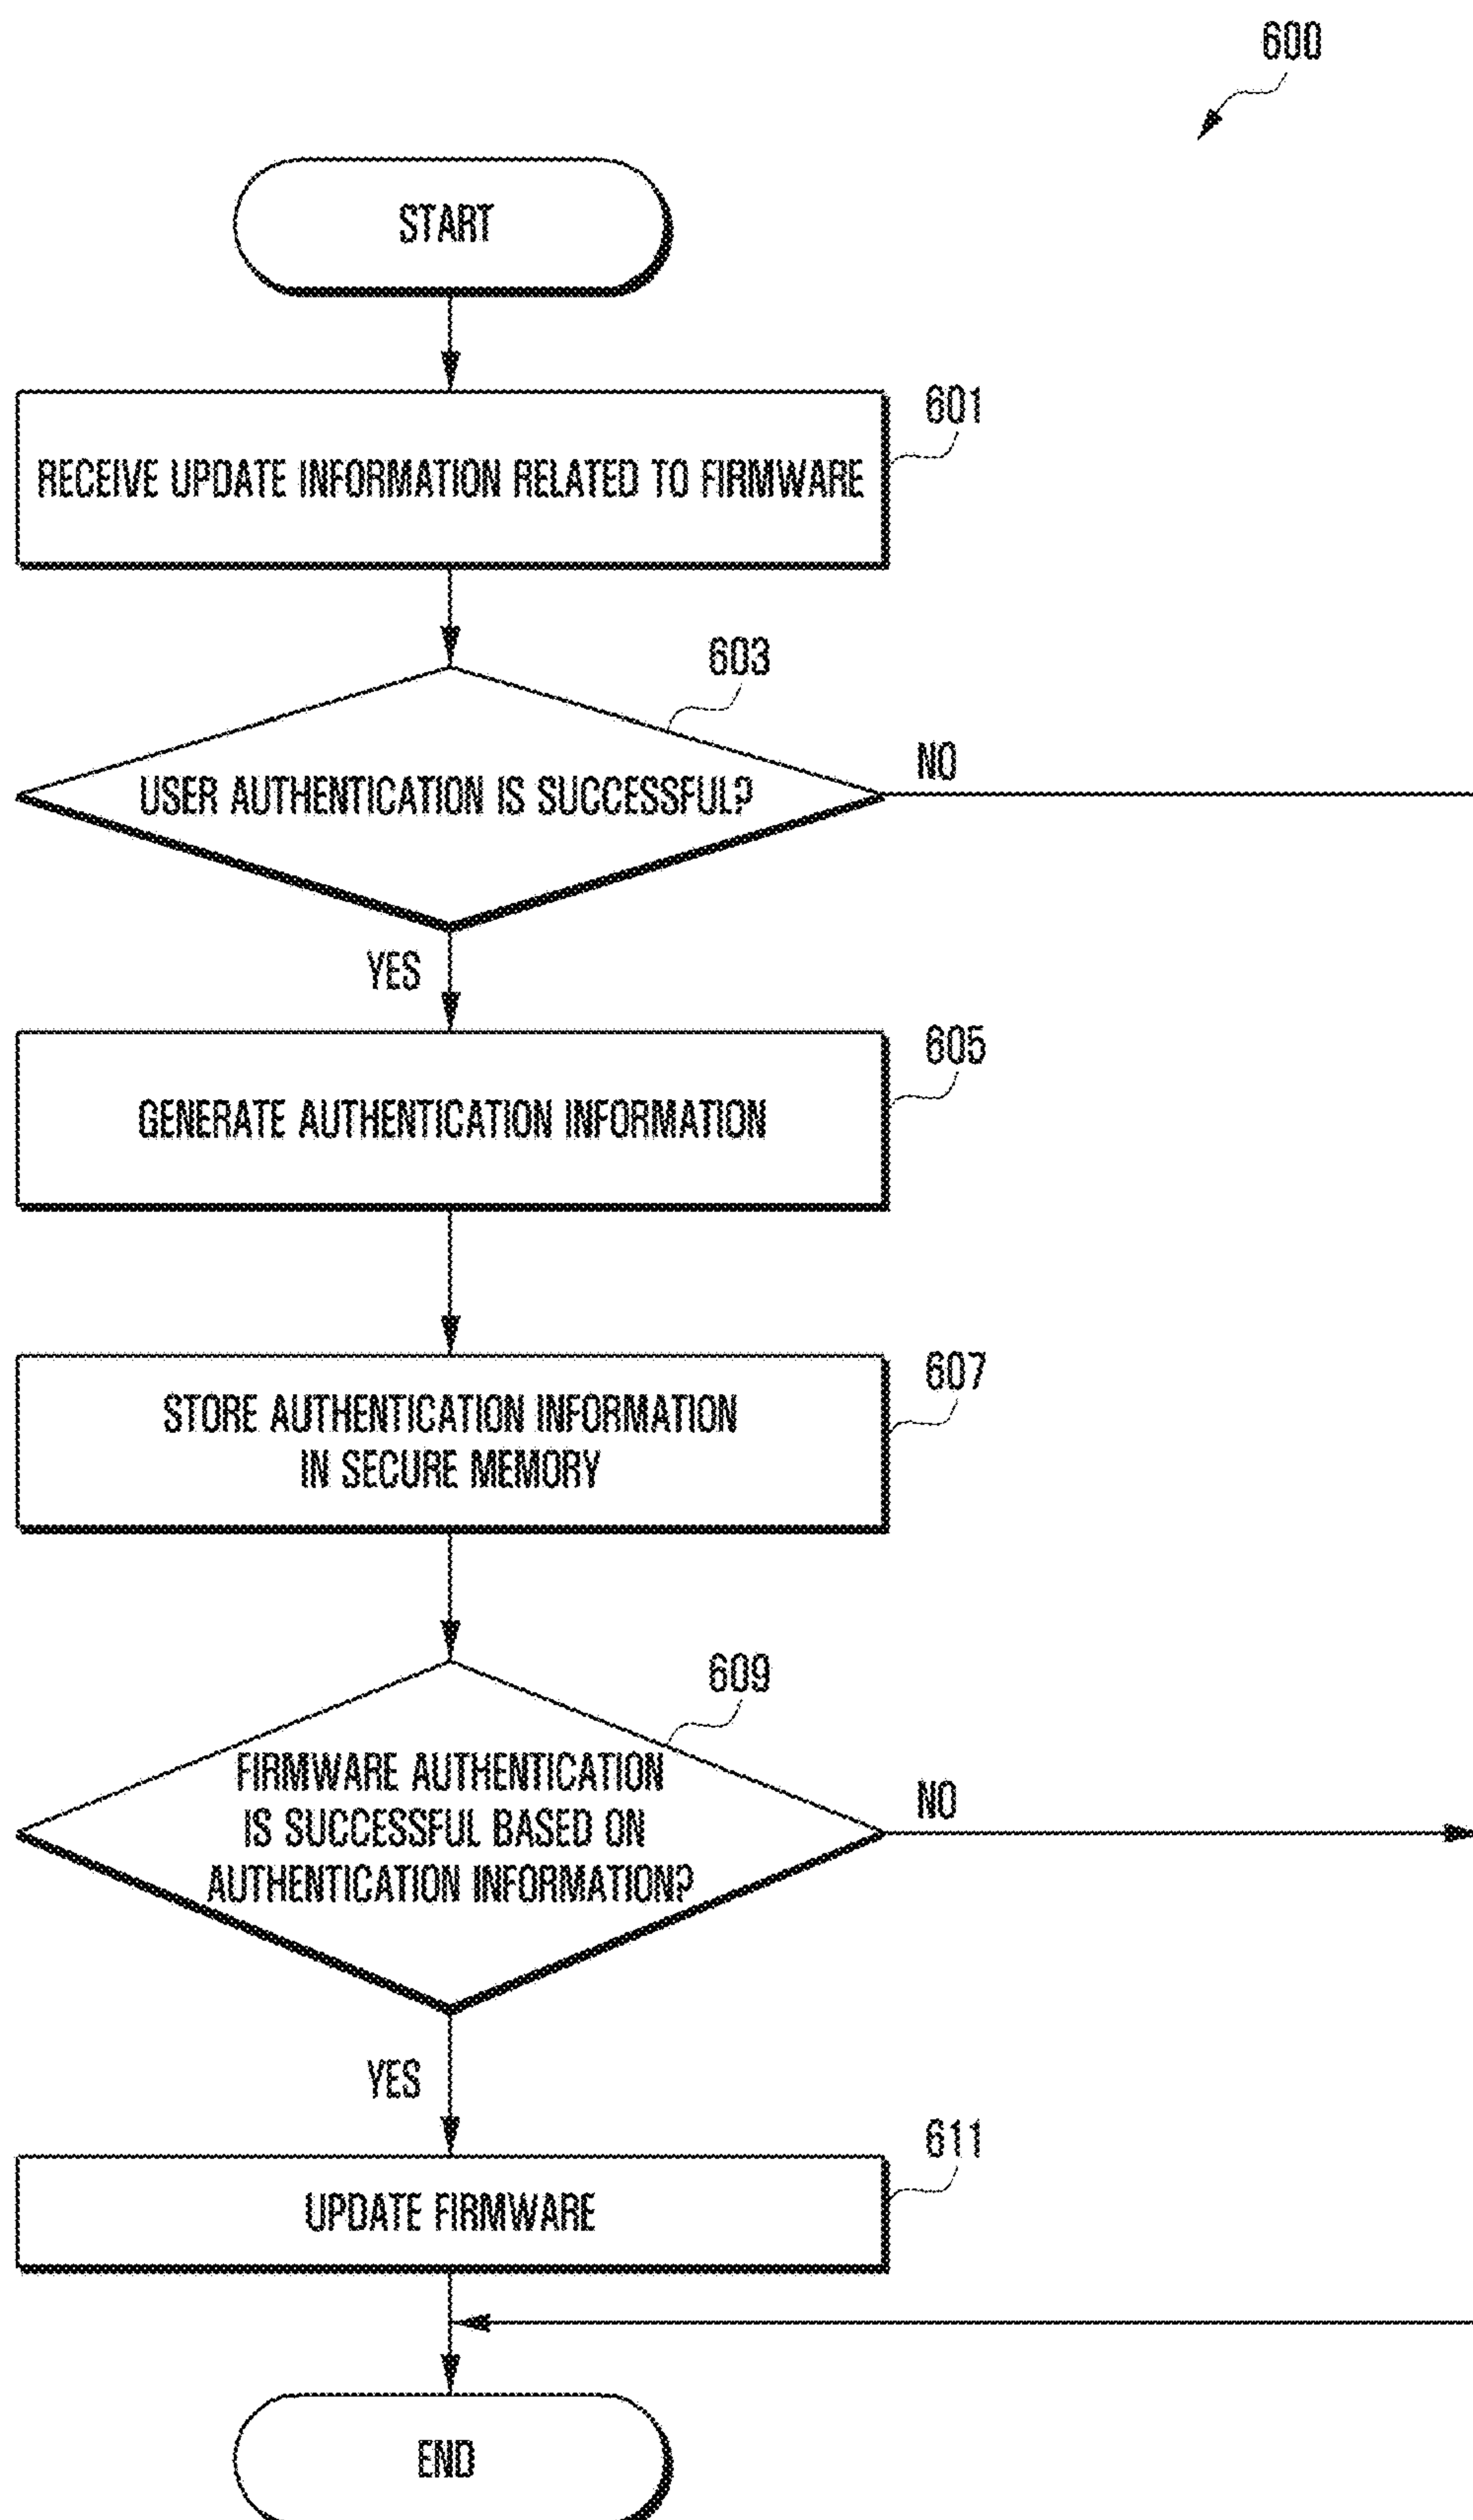 600
START
601
RECEIVE UPDATE INFORMATION RELATED TO FIRMWARE
603
USER AUTHENTICATION IS SUCCESSFUL?
NO
YES
605
GENERATE AUTHENTICATION INFORMATION
607
STORE AUTHENTICATION INFORMATION
IN SECURE MEMORY
609
FIRMWARE AUTHENTICATION
IS SUCCESSFUL BASED ON
AUTHENTICATION INFORMATION?
NO
YES
611
UPDATE FIRMWARE
END